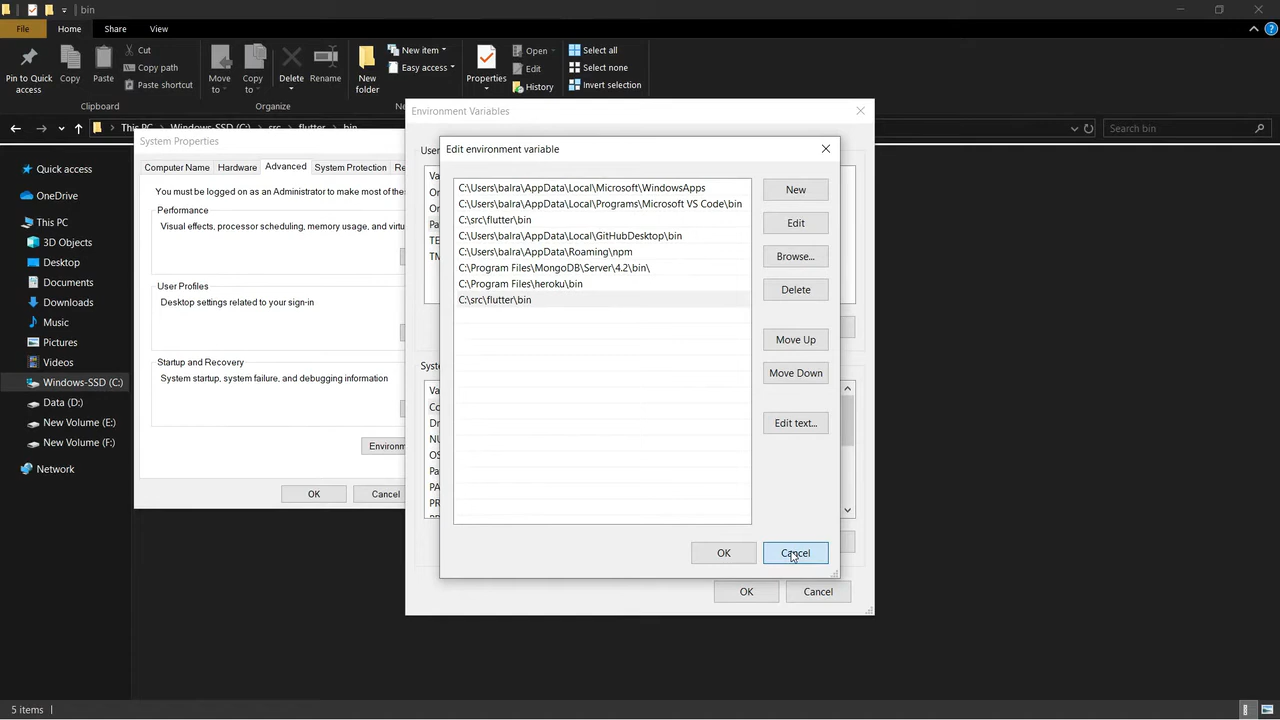 bin
File
Home
Share
View
Pin to Quick access
Copy
Paste
Cut
Copy path
Paste shortcut
Clipboard
Move to
Copy to
Delete
Rename
Organize
New folder
New item
Easy access
Properties
Open
Edit
History
Select all
Select none
Invert selection
Windows-SSD (C:)
src
flutter
bin
Search bin
Quick access
OneDrive
This PC
3D Objects
Desktop
Documents
Downloads
Music
Pictures
Videos
Windows-SSD (C:)
Data (D:)
New Volume (E:)
New Volume (F:)
Network
5 items
System Properties
Computer Name
Hardware
Advanced
System Protection
You must be logged on as an Administrator to make most of these
Performance
Visual effects, processor scheduling, memory usage, and
User Profiles
Desktop settings related to your sign-in
Startup and Recovery
System startup, system failure, and debugging information
OK
Cancel
Environment Variables
OK
Cancel
Edit environment variable
C:\Users\balra\AppData\Local\Microsoft\WindowsApps
C:\Users\balra\AppData\Local\Programs\Microsoft VS Code\bin
C:\src\flutter\bin
C:\Users\balra\AppData\Local\GitHubDesktop\bin
C:\Users\balra\AppData\Roaming\npm
C:\Program Files\MongoDB\Server\4.2\bin\
C:\Program Files\heroku\bin
C:\src\flutter\bin
New
Edit
Browse...
Delete
Move Up
Move Down
Edit text...
OK
Cancel